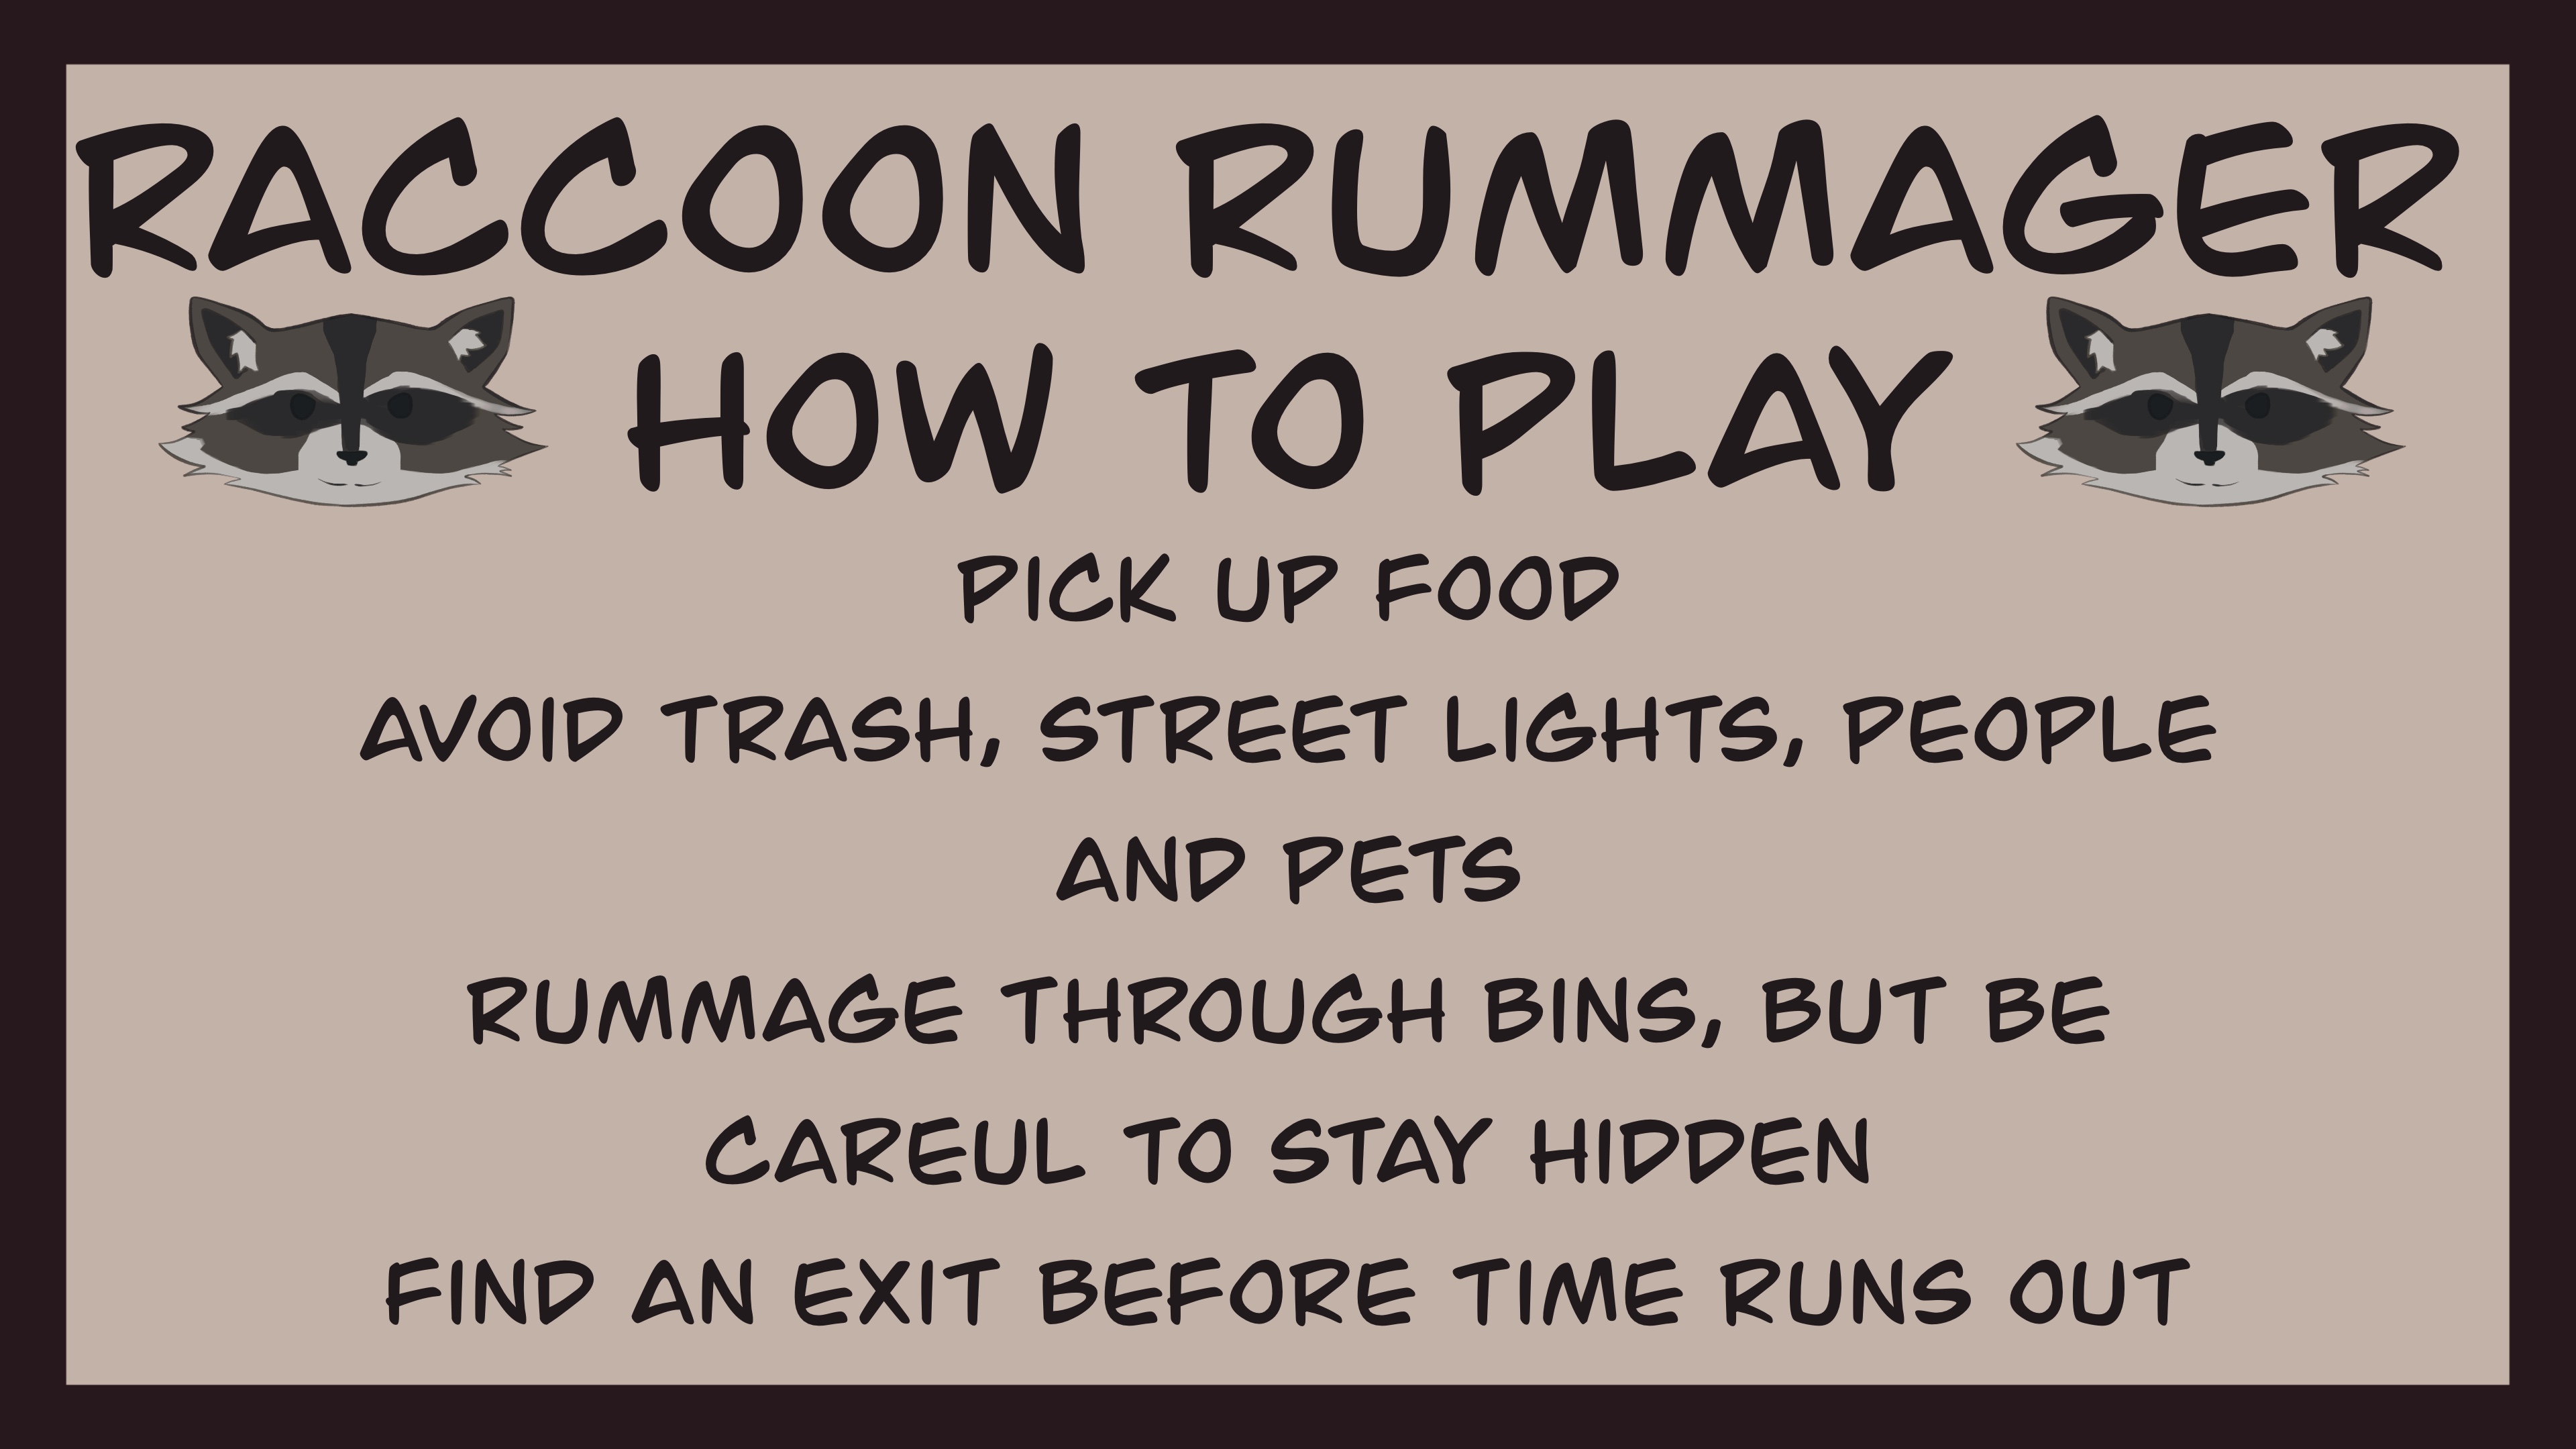 RACCOON RUMMAGER
HOW TO PLAY
PICK UP FOOD
AVOID TRASH, STREET LIGHTS, PEOPLE
AND PETS
RUMMAGE THROUGH BINS, BUT BE
CAREUL TO STAY HIDDEN
FIND AN EXIT BEFORE TIME RUNS OUT